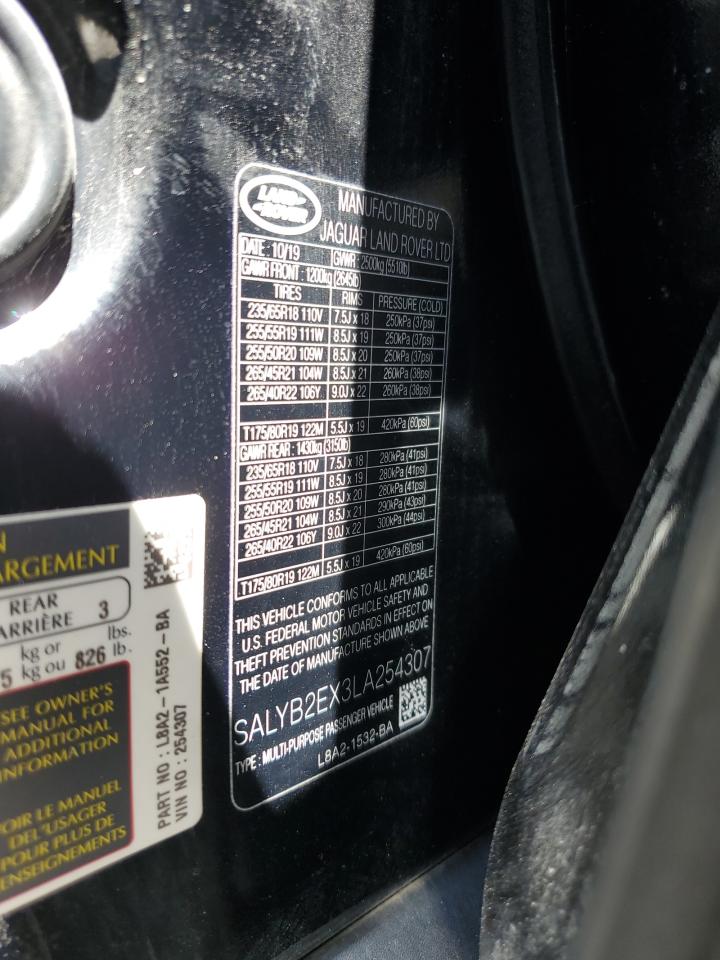 LAND
ROVER
MANUFACTURED BY
JAGUAR LAND ROVER LTD
DATE : 10/19 GVWR : 2500kg (5510lb)
GAWR FRONT : 1200kg (2645lb)
TIRES RIMS PRESSURE (COLD)
235/65R18 110V 7.5J x 18 250kPa (37psi)
255/55R19 111W 8.5J x 19 250kPa (37psi)
255/50R20 109W 8.5J x 20 250kPa (37psi)
265/45R21 104W 8.5J x 21 260kPa (38psi)
265/40R22 106Y 9.0J x 22 260kPa (38psi)
T175/80R19 122M 5.5J x 19 420kPa (60psi)
GAWR REAR : 1430kg (3150lb)
235/65R18 110V 7.5J x 18 280kPa (41psi)
255/55R19 111W 8.5J x 19 280kPa (41psi)
255/50R20 109W 8.5J x 20 280kPa (41psi)
265/45R21 104W 8.5J x 21 290kPa (43psi)
265/40R22 106Y 9.0J x 22 300kPa (44psi)
T175/80R19 122M 5.5J x 19 420kPa (60psi)
THIS VEHICLE CONFORMS TO ALL APPLICABLE
U.S. FEDERAL MOTOR VEHICLE SAFETY AND
THEFT PREVENTION STANDARDS IN EFFECT ON
THE DATE OF MANUFACTURE SHOWN ABOVE
SALYB2EX3LA254307
TYPE : MULTI-PURPOSE PASSENGER VEHICLE
L8A2-1532-BA
N
ARGEMENT
REAR
ARRIÈRE 3
5 kg or
kg ou 826 lbs.
lb.
SEE OWNER'S
MANUAL FOR
ADDITIONAL
INFORMATION
OIR LE MANUEL
DEL'USAGER
POUR PLUS DE
ENSEIGNEMENTS
PART NO : L8A2 -1A552 -BA
VIN NO : 254307